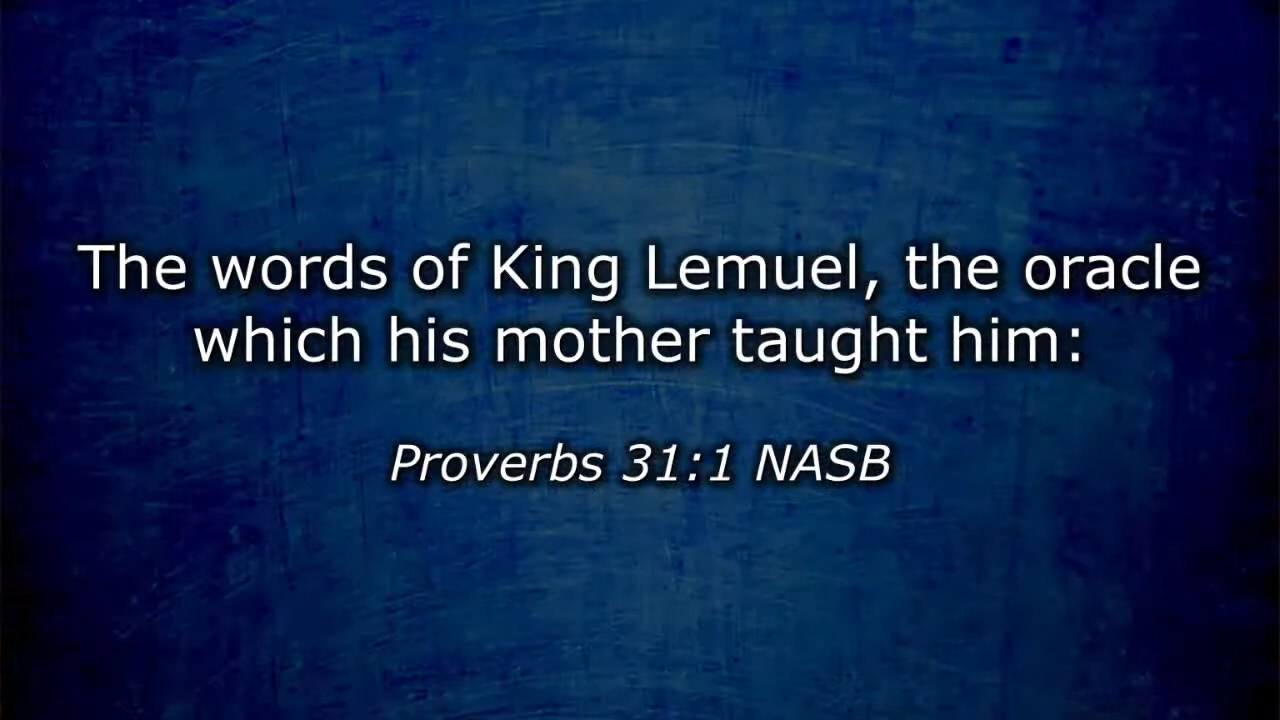 The words of King Lemuel, the oracle
which his mother taught him:
Proverbs 31:1 NASB